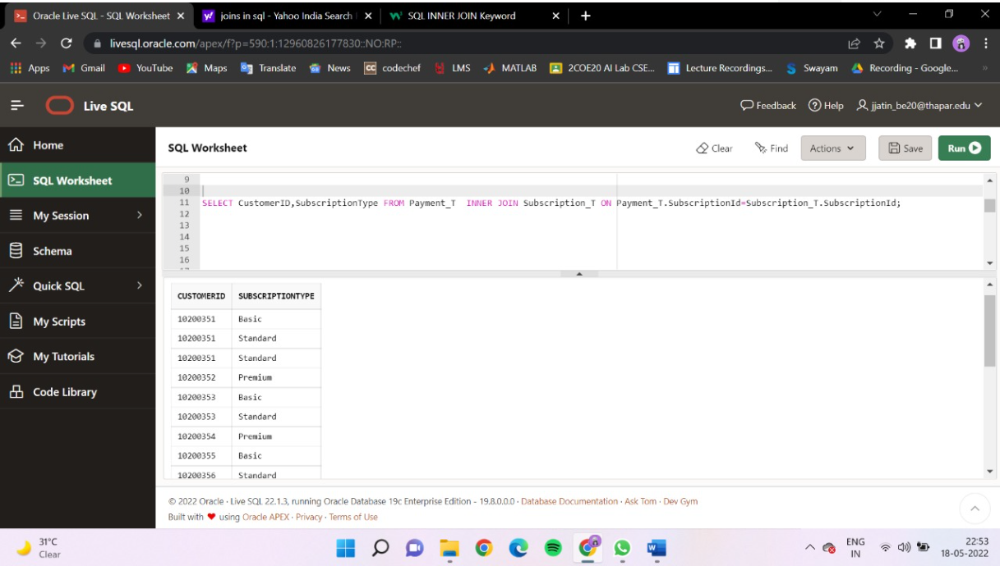 Oracle Live SQL - SQL Worksheet
joins in sql - Yahoo India Search
SQL INNER JOIN Keyword
livesql.oracle.com/apex/f?p=590:1:12960826177830::NO:RP::
Apps Gmail YouTube Maps Translate News codechef LMS MATLAB 2COE20 AI Lab CSE... Lecture Recordings... Swayam Recording - Google... »
Live SQL
Feedback Help jjatin_be20@thapar.edu
Home
SQL Worksheet
My Session
Schema
Quick SQL
My Scripts
My Tutorials
Code Library
SQL Worksheet
Clear Find Actions Save Run
9
10
11 SELECT CustomerID,SubscriptionType FROM Payment_T  INNER JOIN Subscription_T ON Payment_T.SubscriptionId=Subscription_T.SubscriptionId;
12
13
14
15
16
CUSTOMERID SUBSCRIPTIONTYPE
10200351 Basic
10200351 Standard
10200351 Standard
10200352 Premium
10200353 Basic
10200353 Standard
10200354 Premium
10200355 Basic
10200356 Standard
© 2022 Oracle · Live SQL 22.1.3, running Oracle Database 19c Enterprise Edition - 19.8.0.0.0 · Database Documentation · Ask Tom · Dev Gym
Built with ♥ using Oracle APEX · Privacy · Terms of Use
31°C
Clear
ENG
IN
22:53
18-05-2022